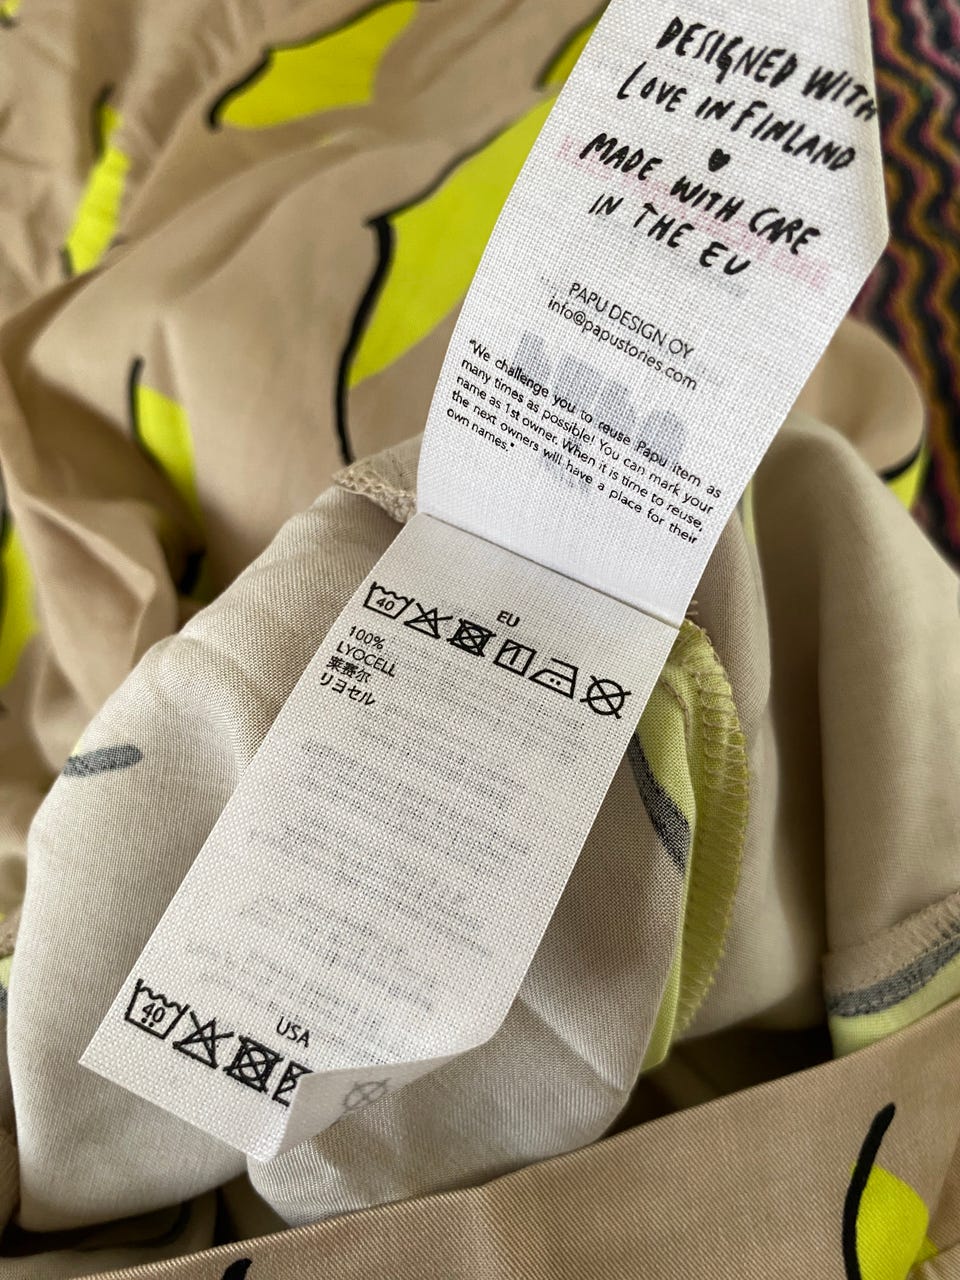 DESIGNED WITH
LOVE IN FINLAND
MADE WITH CARE
IN THE EU
PAPU DESIGN OY
info@papustories.com
"We challenge you to reuse Papu item as
many times as possible! You can mark your
name as 1st owner. When it is time to reuse,
the next owners will have a place for their
own names."
EU
40
100%
LYOCELL
莱赛尔
リヨセル
USA
40